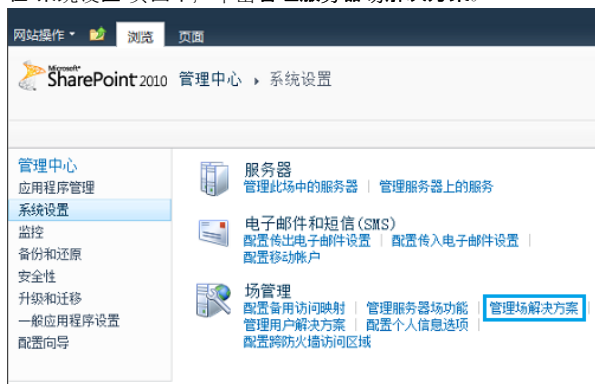 网站操作 浏览 页面
Microsoft SharePoint 2010 管理中心 系统设置
管理中心
应用程序管理
系统设置
监控
备份和还原
安全性
升级和迁移
一般应用程序设置
配置向导
服务器
管理此场中的服务器 | 管理服务器上的服务
电子邮件和短信(SMS)
配置传出电子邮件设置 | 配置传入电子邮件设置 |
配置移动帐户
场管理
配置备用访问映射 | 管理服务器场功能 | 管理场解决方案
管理用户解决方案 | 配置个人信息选项 |
配置跨防火墙访问区域